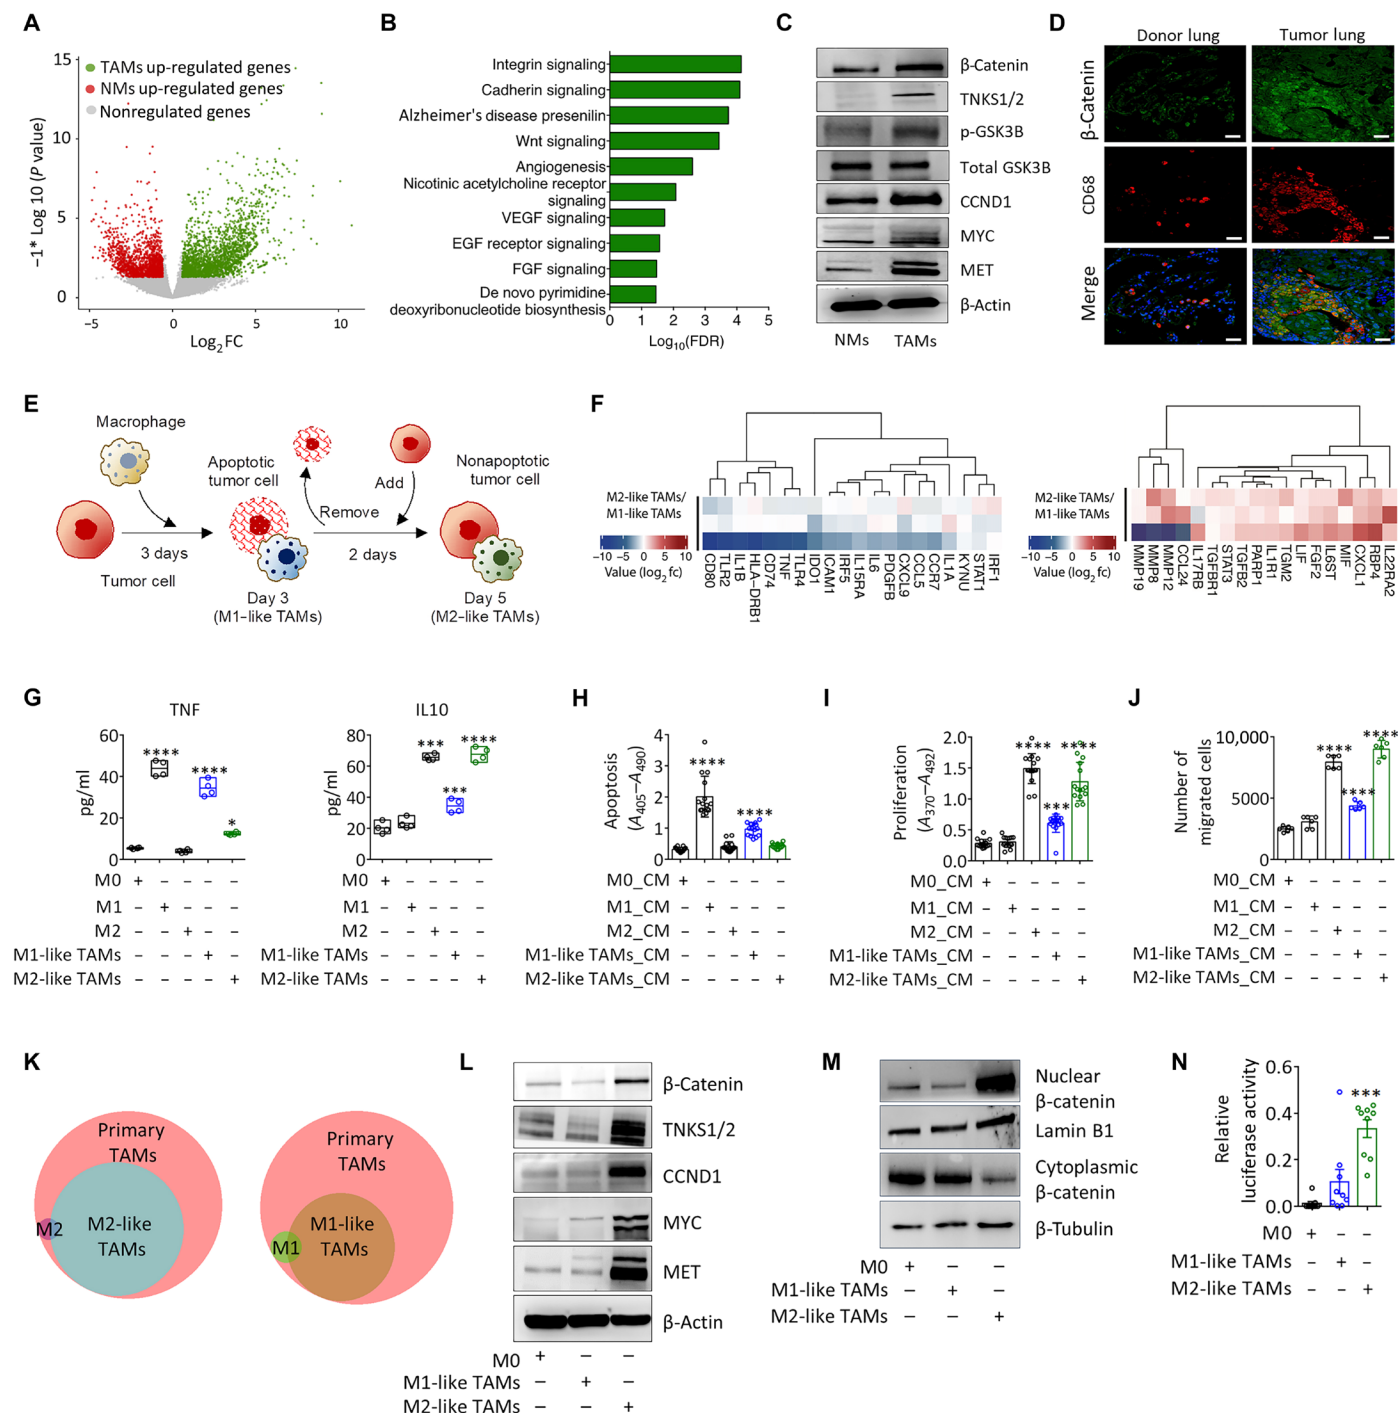 A
TAMs up-regulated genes
NMs up-regulated genes
Nonregulated genes
−1* Log 10 (P value)
15
10
5
0
−5
0
5
10
Log2FC
B
Integrin signaling
Cadherin signaling
Alzheimer's disease presenilin
Wnt signaling
Angiogenesis
Nicotinic acetylcholine receptor
signaling
VEGF signaling
EGF receptor signaling
FGF signaling
De novo pyrimidine
deoxyribonucleotide biosynthesis
0 1 2 3 4 5
Log10(FDR)
C
β-Catenin
TNKS1/2
p-GSK3B
Total GSK3B
CCND1
MYC
MET
β-Actin
NMs TAMs
D
Donor lung Tumor lung
β-Catenin
CD68
Merge
E
Macrophage
Apoptotic
tumor cell
Remove
Add
Nonapoptotic
tumor cell
3 days
2 days
Tumor cell
Day 3
(M1-like TAMs)
Day 5
(M2-like TAMs)
F
M2-like TAMs/
M1-like TAMs
−10 −5 0 5 10
Value (log2 fc)
CD80
TLR2
IL1B
HLA-DRB1
CD74
TNF
TLR4
IDO1
ICAM1
IRF5
IL15RA
IL6
PDGFB
CXCL9
CCL5
CCR7
IL1A
KYNU
STAT1
IRF1
M2-like TAMs/
M1-like TAMs
−10 −5 0 5 10
Value (log2 fc)
MMP19
MMP8
MMP12
CCL24
IL17RB
TGFBR1
STAT3
TGFB2
PARP1
IL1R1
TGM2
LIF
FGF2
IL6ST
MIF
CXCL1
RBP4
IL22RA2
G
TNF
pg/ml
60
40
20
0
**** **** *
M0 + − − − −
M1 − + − − −
M2 − − + − −
M1-like TAMs − − − + −
M2-like TAMs − − − − +
IL10
pg/ml
80
60
40
20
0
*** *** ****
M0 + − − − −
M1 − + − − −
M2 − − + − −
M1-like TAMs − − − + −
M2-like TAMs − − − − +
H
Apoptosis
(A405–A490)
4
3
2
1
0
**** ****
M0_CM + − − − −
M1_CM − + − − −
M2_CM − − + − −
M1-like TAMs_CM − − − + −
M2-like TAMs_CM − − − − +
I
Proliferation
(A370–A492)
2.0
1.5
1.0
0.5
0.0
**** *** ****
M0_CM + − − − −
M1_CM − + − − −
M2_CM − − + − −
M1-like TAMs_CM − − − + −
M2-like TAMs_CM − − − − +
J
Number of
migrated cells
10,000
5000
0
**** **** ****
M0_CM + − − − −
M1_CM − + − − −
M2_CM − − + − −
M1-like TAMs_CM − − − + −
M2-like TAMs_CM − − − − +
K
Primary
TAMs
M2
M2-like
TAMs
Primary
TAMs
M1
M1-like
TAMs
L
β-Catenin
TNKS1/2
CCND1
MYC
MET
β-Actin
M0 + − −
M1-like TAMs − + −
M2-like TAMs − − +
M
Nuclear
β-catenin
Lamin B1
Cytoplasmic
β-catenin
β-Tubulin
M0 + − −
M1-like TAMs − + −
M2-like TAMs − − +
N
Relative
luciferase activity
0.6
0.4
0.2
0.0
***
M0 + − −
M1-like TAMs − + −
M2-like TAMs − − +